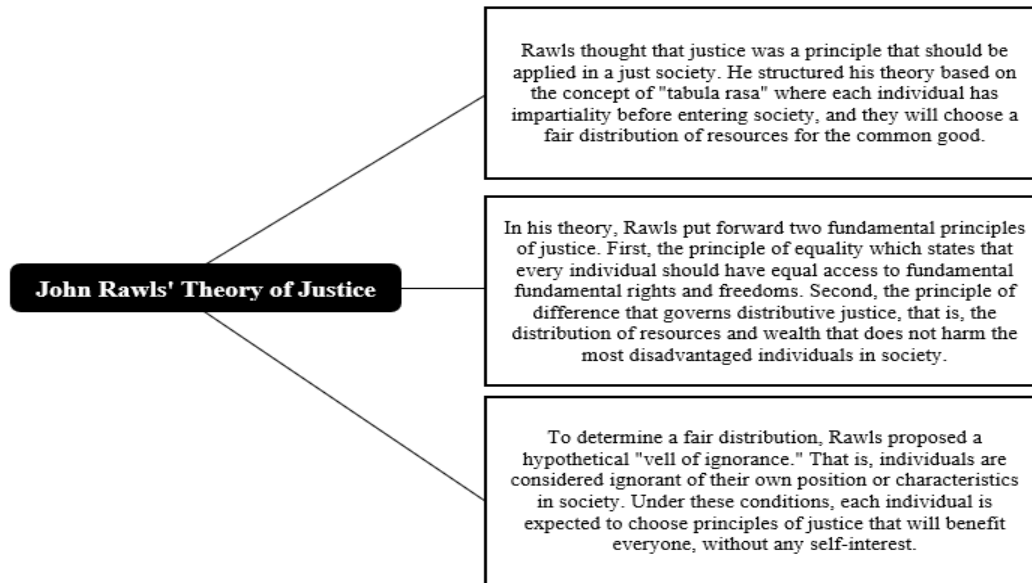 Rawls thought that justice was a principle that should be
applied in a just society. He structured his theory based on
the concept of "tabula rasa" where each individual has
impartiality before entering society, and they will choose a
fair distribution of resources for the common good.
John Rawls' Theory of Justice
In his theory, Rawls put forward two fundamental principles
of justice. First, the principle of equality which states that
every individual should have equal access to fundamental
fundamental rights and freedoms. Second, the principle of
difference that governs distributive justice, that is, the
distribution of resources and wealth that does not harm the
most disadvantaged individuals in society.
To determine a fair distribution, Rawls proposed a
hypothetical "vell of ignorance." That is, individuals are
considered ignorant of their own position or characteristics
in society. Under these conditions, each individual is
expected to choose principles of justice that will benefit
everyone, without any self-interest.